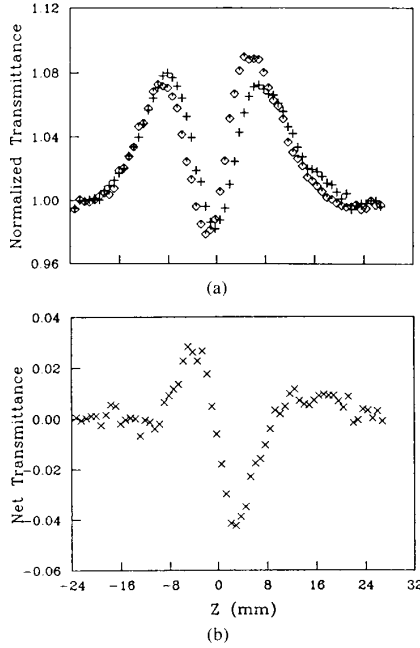 (a)
1.12
1.08
1.04
1.00
0.96
Normalized Transmittance
(a)
0.04
0.02
0.00
-0.02
-0.04
-0.06
Net Transmittance
-24 -16 -8 0 8 16 24 32
Z (mm)
(b)